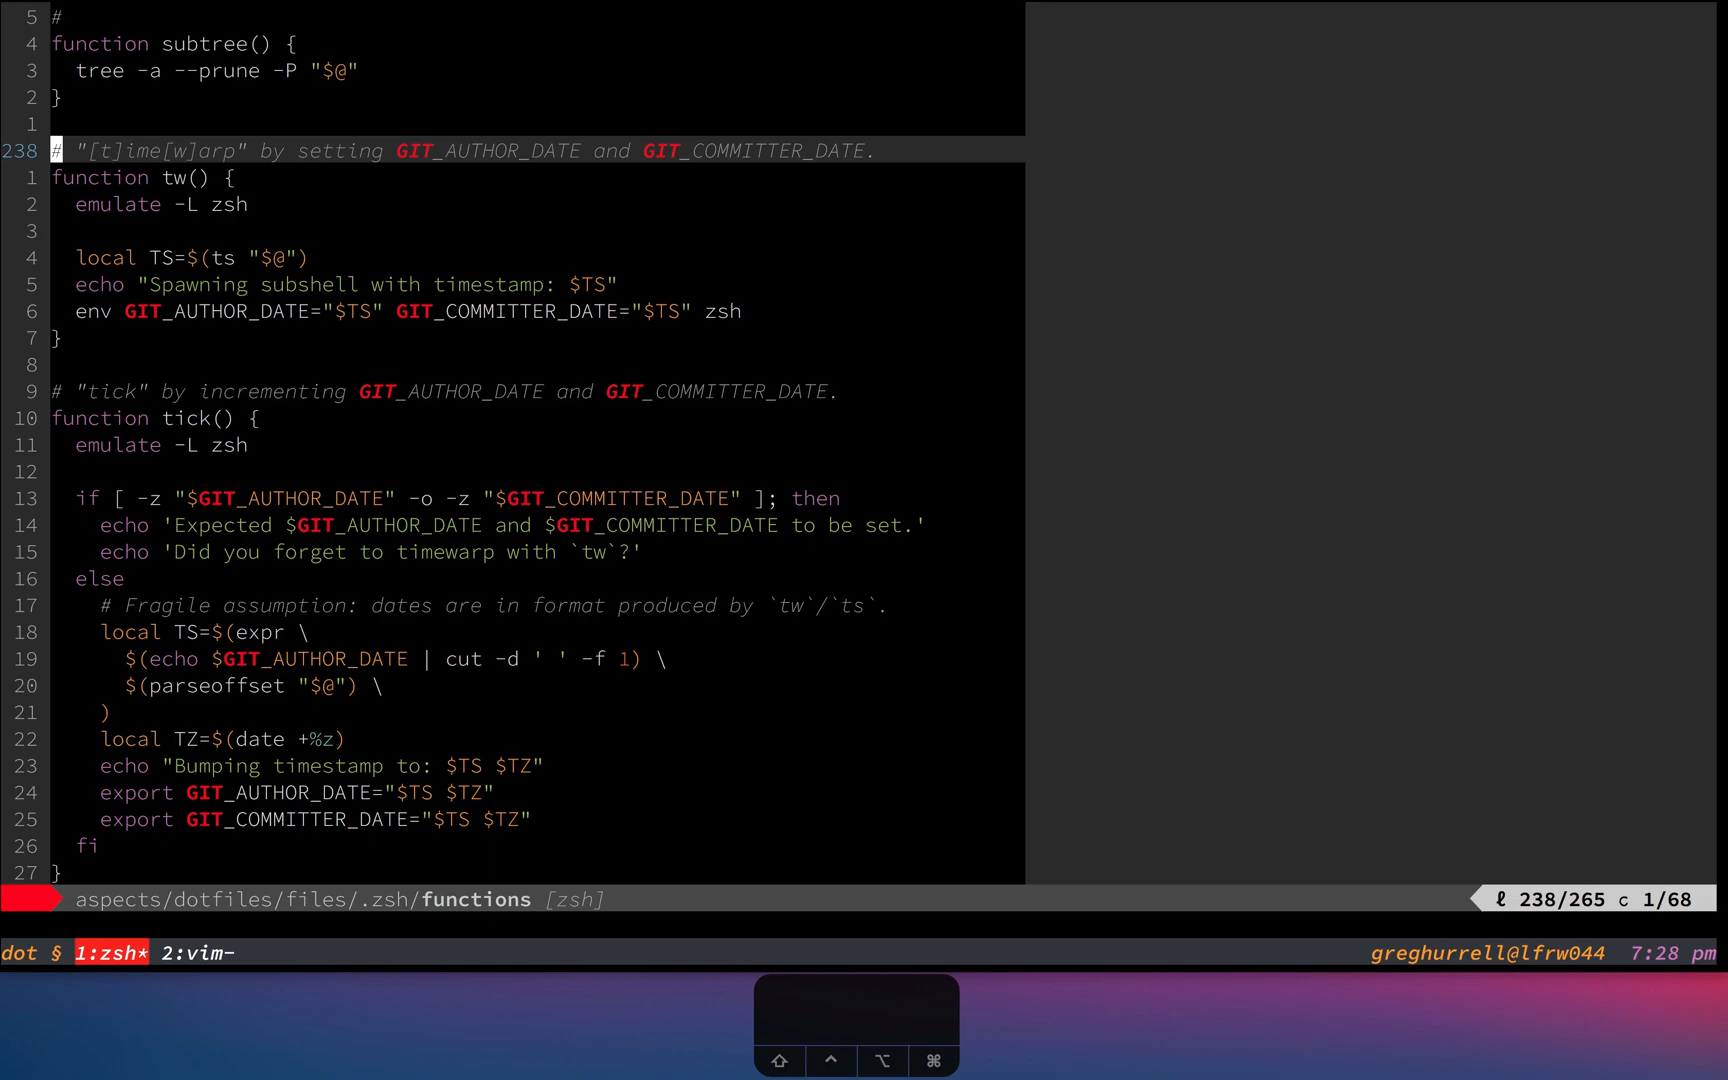 5 #
4 function subtree() {
3   tree -a --prune -P "$@"
2 }
1
238 # "[t]ime[w]arp" by setting GIT_AUTHOR_DATE and GIT_COMMITTER_DATE.
1 function tw() {
2   emulate -L zsh
3
4   local TS=$(ts "$@")
5   echo "Spawning subshell with timestamp: $TS"
6   env GIT_AUTHOR_DATE="$TS" GIT_COMMITTER_DATE="$TS" zsh
7 }
8
9 # "tick" by incrementing GIT_AUTHOR_DATE and GIT_COMMITTER_DATE.
10 function tick() {
11   emulate -L zsh
12
13   if [ -z "$GIT_AUTHOR_DATE" -o -z "$GIT_COMMITTER_DATE" ]; then
14     echo 'Expected $GIT_AUTHOR_DATE and $GIT_COMMITTER_DATE to be set.'
15     echo 'Did you forget to timewarp with `tw`?'
16   else
17     # Fragile assumption: dates are in format produced by `tw`/`ts`.
18     local TS=$(expr \
19       $(echo $GIT_AUTHOR_DATE | cut -d ' ' -f 1) \
20       $(parseoffset "$@") \
21     )
22     local TZ=$(date +%z)
23     echo "Bumping timestamp to: $TS $TZ"
24     export GIT_AUTHOR_DATE="$TS $TZ"
25     export GIT_COMMITTER_DATE="$TS $TZ"
26   fi
27 }
aspects/dotfiles/files/.zsh/functions [zsh] ℓ 238/265 c 1/68
dot § 1:zsh* 2:vim- greghurrell@lfrw044 7:28 pm
⇧ ^ ⌥ ⌘